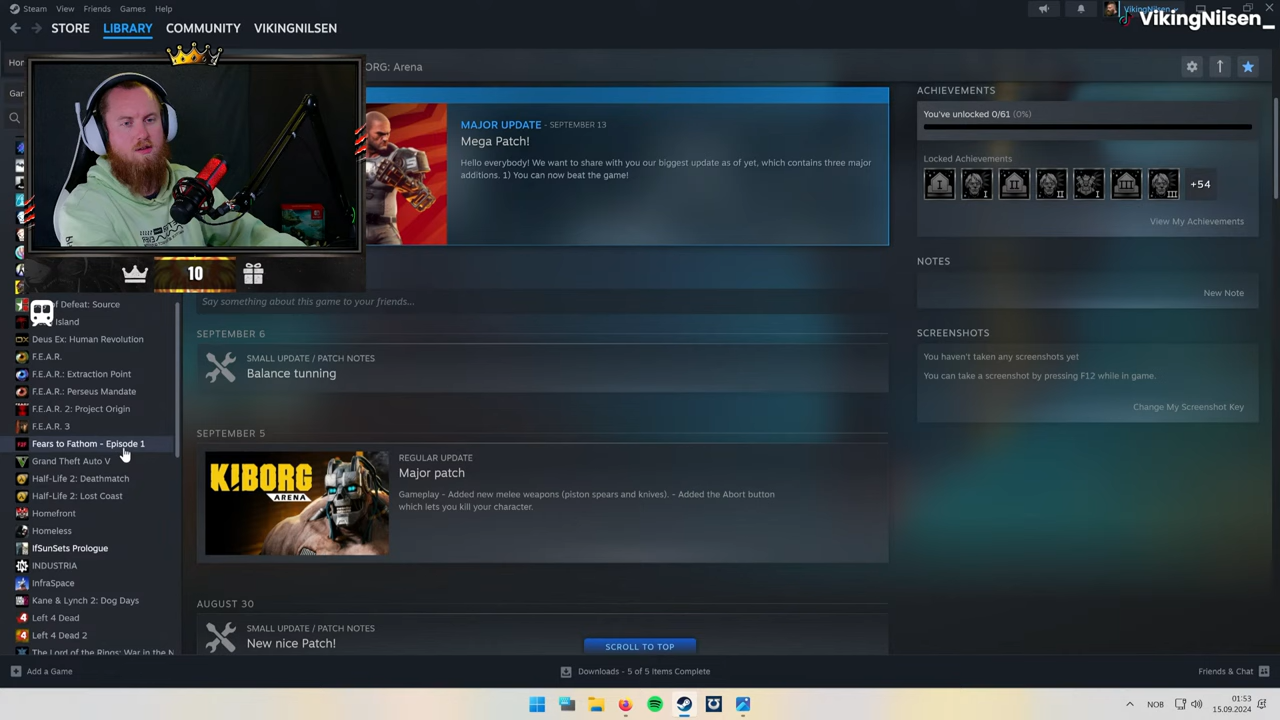 Steam View Friends Games Help
VikingNilsen
VikingNilsen_
STORE LIBRARY COMMUNITY VIKINGNILSEN
ORG: Arena
ACHIEVEMENTS
You've unlocked 0/61 (0%)
Locked Achievements
+54
View My Achievements
NOTES
New Note
SCREENSHOTS
You haven't taken any screenshots yet
You can take a screenshot by pressing F12 while in game.
Change My Screenshot Key
MAJOR UPDATE - SEPTEMBER 13
Mega Patch!
Hello everybody! We want to share with you our biggest update as of yet, which contains three major
additions. 1) You can now beat the game!
10
Say something about this game to your friends...
SEPTEMBER 6
SMALL UPDATE / PATCH NOTES
Balance tunning
SEPTEMBER 5
KIBORG
ARENA
REGULAR UPDATE
Major patch
Gameplay - Added new melee weapons (piston spears and knives). - Added the Abort button
which lets you kill your character.
AUGUST 30
SMALL UPDATE / PATCH NOTES
New nice Patch!
SCROLL TO TOP
of Defeat: Source
Island
Deus Ex: Human Revolution
F.E.A.R.
F.E.A.R.: Extraction Point
F.E.A.R.: Perseus Mandate
F.E.A.R. 2: Project Origin
F.E.A.R. 3
Fears to Fathom - Episode 1
Grand Theft Auto V
Half-Life 2: Deathmatch
Half-Life 2: Lost Coast
Homefront
Homeless
IfSunSets Prologue
INDUSTRIA
InfraSpace
Kane & Lynch 2: Dog Days
Left 4 Dead
Left 4 Dead 2
The Lord of the Rings: War in the N
Add a Game
Downloads - 5 of 5 Items Complete
Friends & Chat
NOB
01:53
15.09.2024